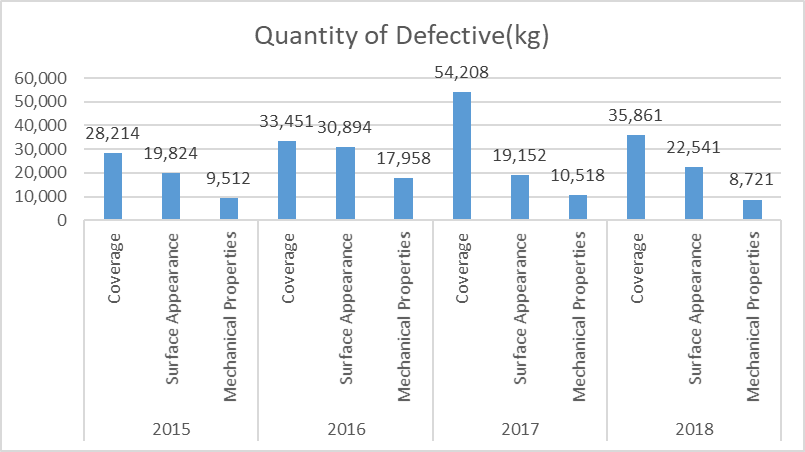 Quantity of Defective(kg)
60,000
50,000
40,000
30,000
20,000
10,000
0
28,214
19,824
9,512
33,451
30,894
17,958
54,208
19,152
10,518
35,861
22,541
8,721
Coverage
Surface Appearance
Mechanical Properties
Coverage
Surface Appearance
Mechanical Properties
Coverage
Surface Appearance
Mechanical Properties
Coverage
Surface Appearance
Mechanical Properties
2015
2016
2017
2018